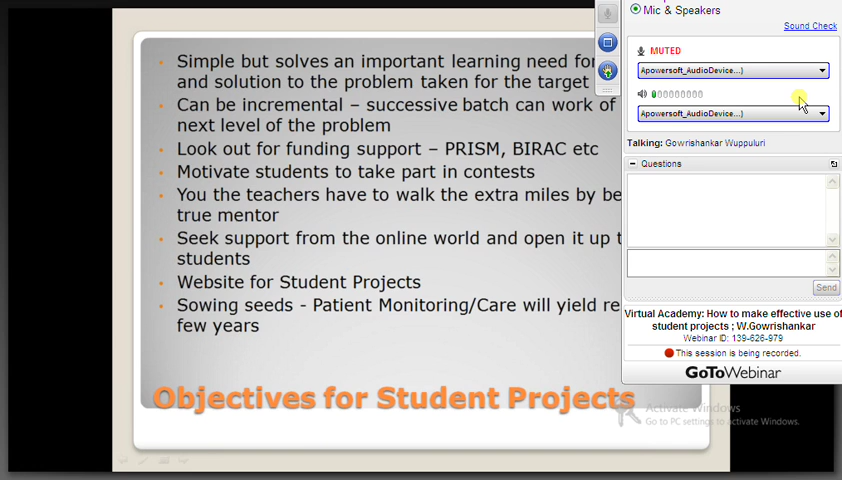 Simple but solves an important learning need for
and solution to the problem taken for the target
Can be incremental – successive batch can work of
next level of the problem
Look out for funding support – PRISM, BIRAC etc
Motivate students to take part in contests
You the teachers have to walk the extra miles by be
true mentor
Seek support from the online world and open it up t
students
Website for Student Projects
Sowing seeds - Patient Monitoring/Care will yield re
few years
Objectives for Student Projects
Mic & Speakers
Sound Check
MUTED
Apowersoft_AudioDevice...)
Apowersoft_AudioDevice...)
Talking: Gowrishankar Wuppuluri
Questions
Send
Virtual Academy: How to make effective use of
student projects ; W.Gowrishankar
Webinar ID: 139-626-979
This session is being recorded.
GoToWebinar
Activate Windows
Go to PC settings to activate Windows.